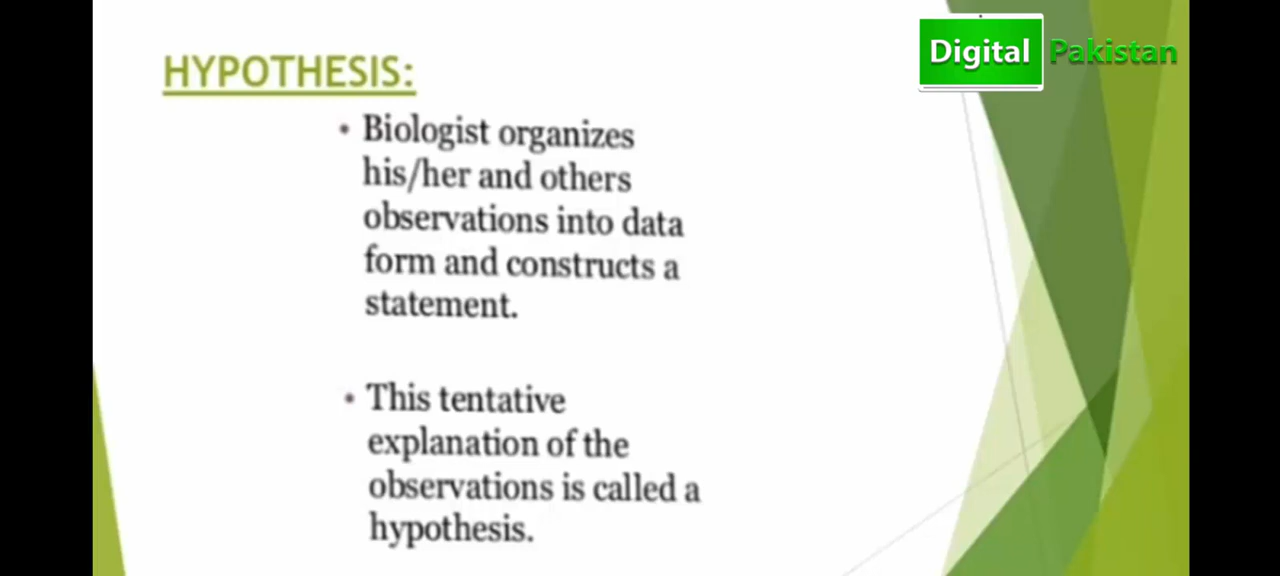 Digital Pakistan
HYPOTHESIS:
• Biologist organizes
his/her and others
observations into data
form and constructs a
statement.
• This tentative
explanation of the
observations is called a
hypothesis.